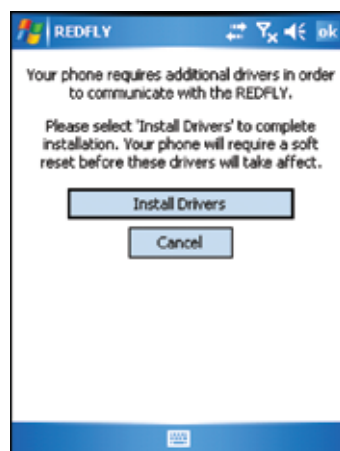 REDFLY
ok
Your phone requires additional drivers in order
to communicate with the REDFLY.
Please select 'Install Drivers' to complete
installation. Your phone will require a soft
reset before these drivers will take affect.
Install Drivers
Cancel